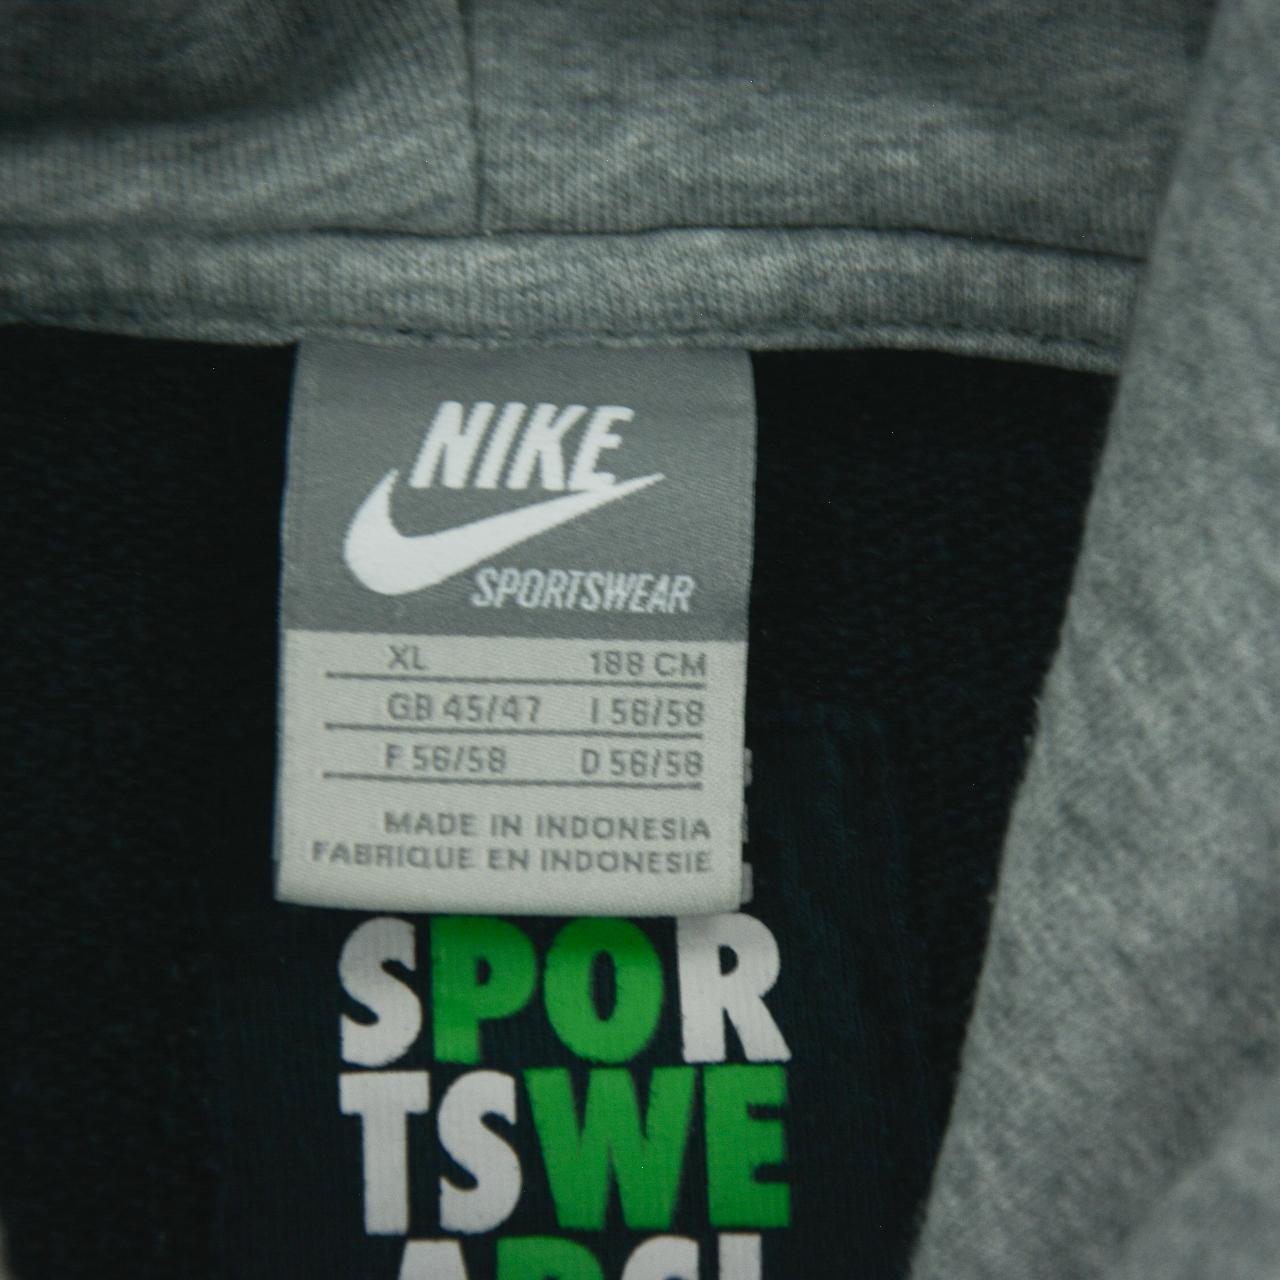 NIKE
SPORTSWEAR
XL 188 CM
GB 45/47 I 56/58
F 56/58 D 56/58
MADE IN INDONESIA
FABRIQUE EN INDONESIE
SPOR
TSWE